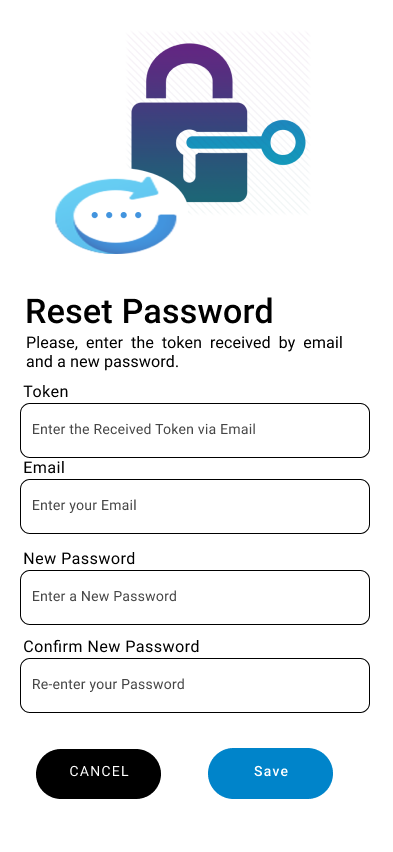 Reset Password
Please, enter the token received by email
and a new password.
Token
Enter the Received Token via Email
Email
Enter your Email
New Password
Enter a New Password
Confirm New Password
Re-enter your Password
CANCEL
Save